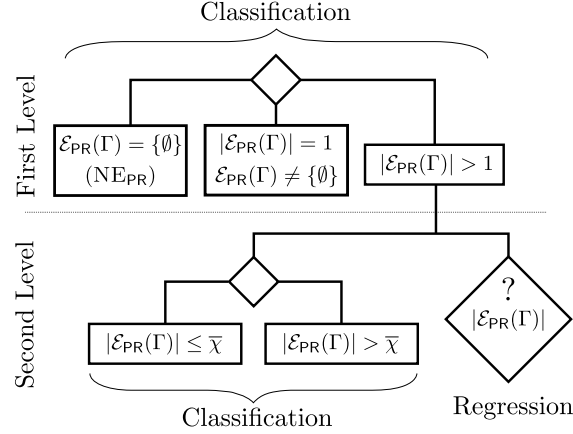 Classification
First Level
ℰ_PR(Γ) = {∅}
(NE_PR)
|ℰ_PR(Γ)| = 1
ℰ_PR(Γ) ≠ {∅}
|ℰ_PR(Γ)| > 1
Second Level
|ℰ_PR(Γ)| ≤ χ̅
|ℰ_PR(Γ)| > χ̅
?
|ℰ_PR(Γ)|
Classification
Regression